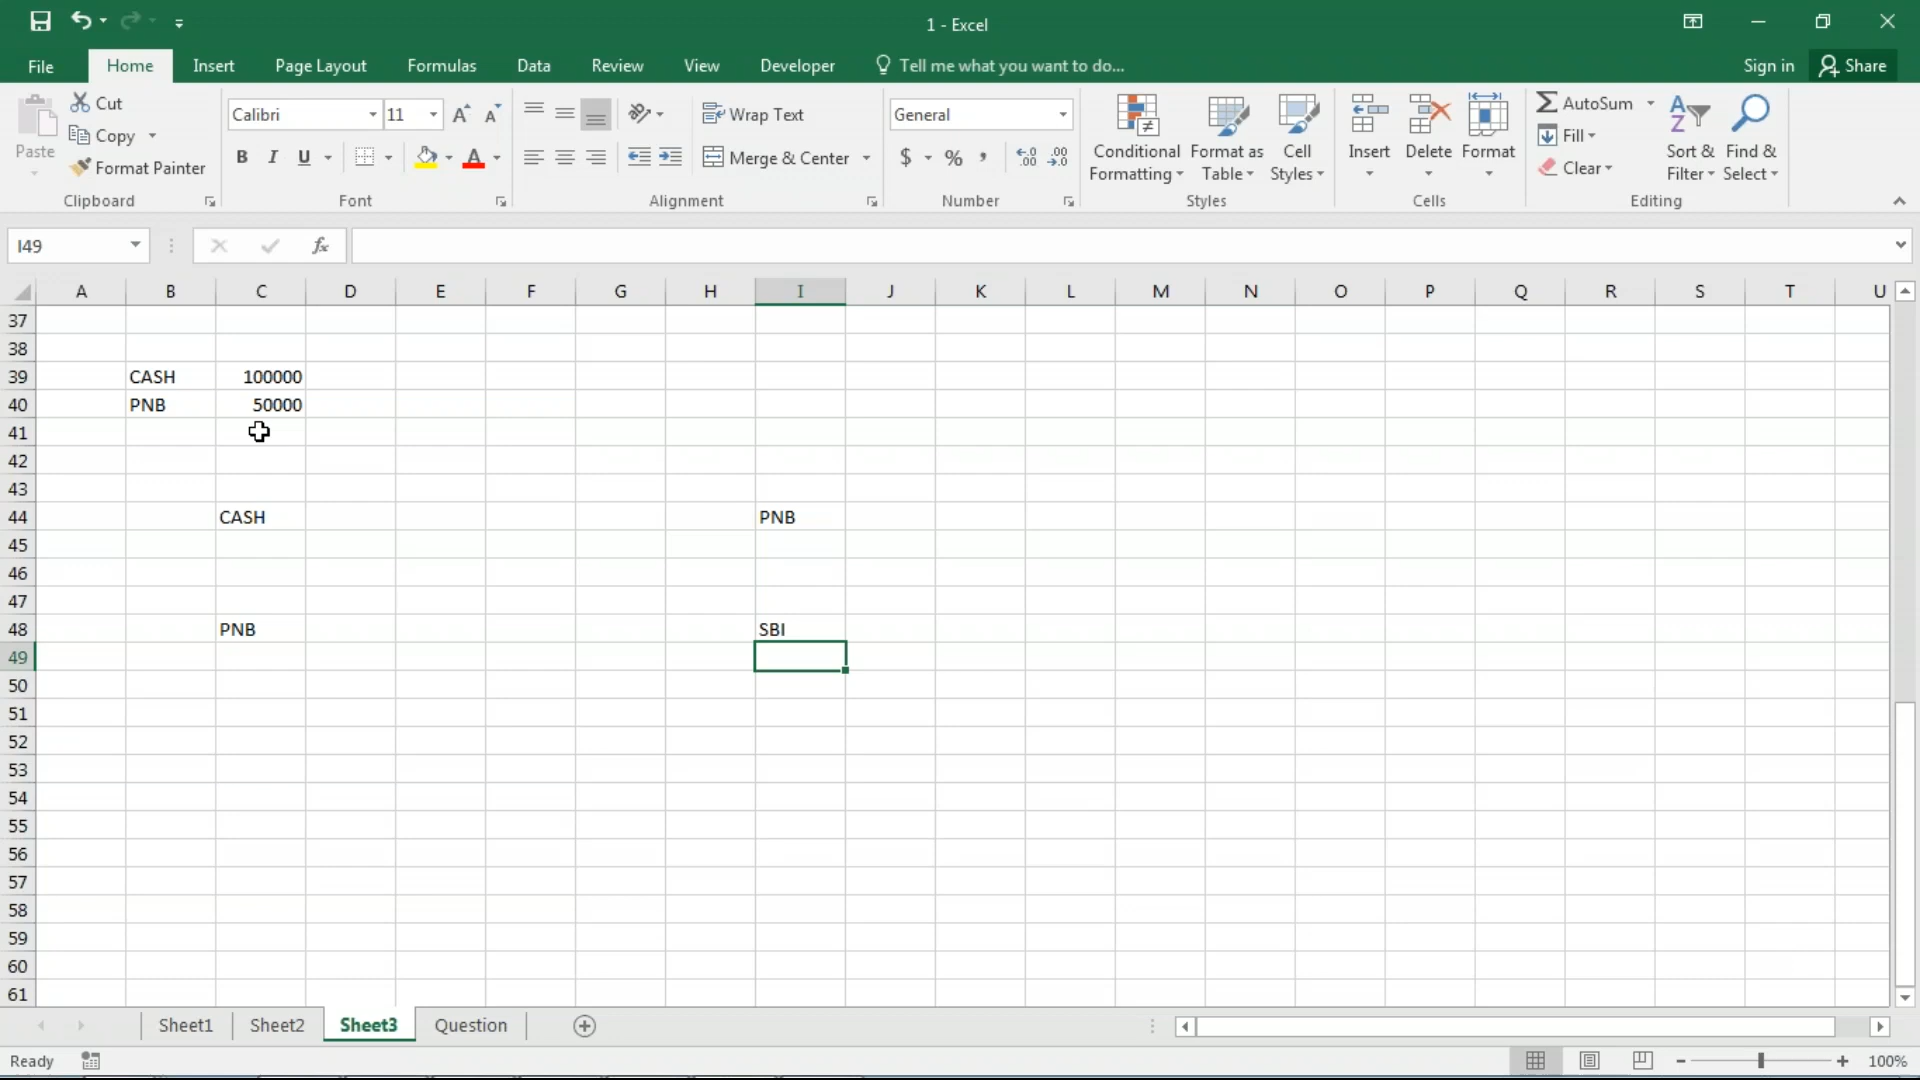 1 - Excel
File Home Insert Page Layout Formulas Data Review View Developer Tell me what you want to do... Sign in Share
Paste
Cut
Copy
Format Painter
Clipboard
Calibri 11
B I U
Font
Wrap Text
Merge & Center
Alignment
General
$ % ,
Number
Conditional Formatting
Format as Table
Cell Styles
Styles
Insert Delete Format
Cells
AutoSum
Fill
Clear
Sort & Filter
Find & Select
Editing
I49 fx
A B C D E F G H I J K L M N O P Q R S T U
37
38
39 CASH 100000
40 PNB 50000
41
42
43
44 CASH PNB
45
46
47
48 PNB SBI
49
50
51
52
53
54
55
56
57
58
59
60
61
Sheet1 Sheet2 Sheet3 Question
Ready 100%